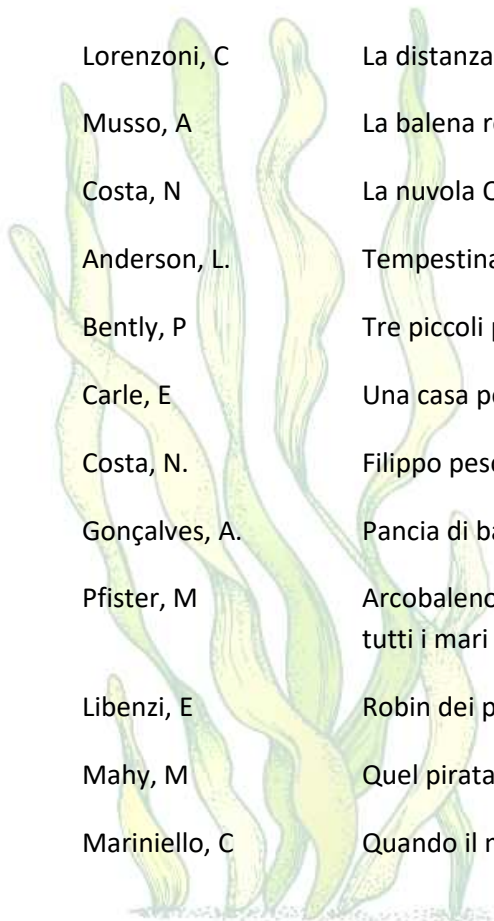 Lorenzoni, C La distanza
Musso, A La balena
Costa, N La nuvola
Anderson, L. Tempestina
Bently, P Tre piccoli
Carle, E Una casa
Costa, N. Filippo
Gonçalves, A. Pancia di
Pfister, M Arcobaleno
tutti i mari
Libenzi, E Robin dei
Mahy, M Quel pirata
Mariniello, C Quando il